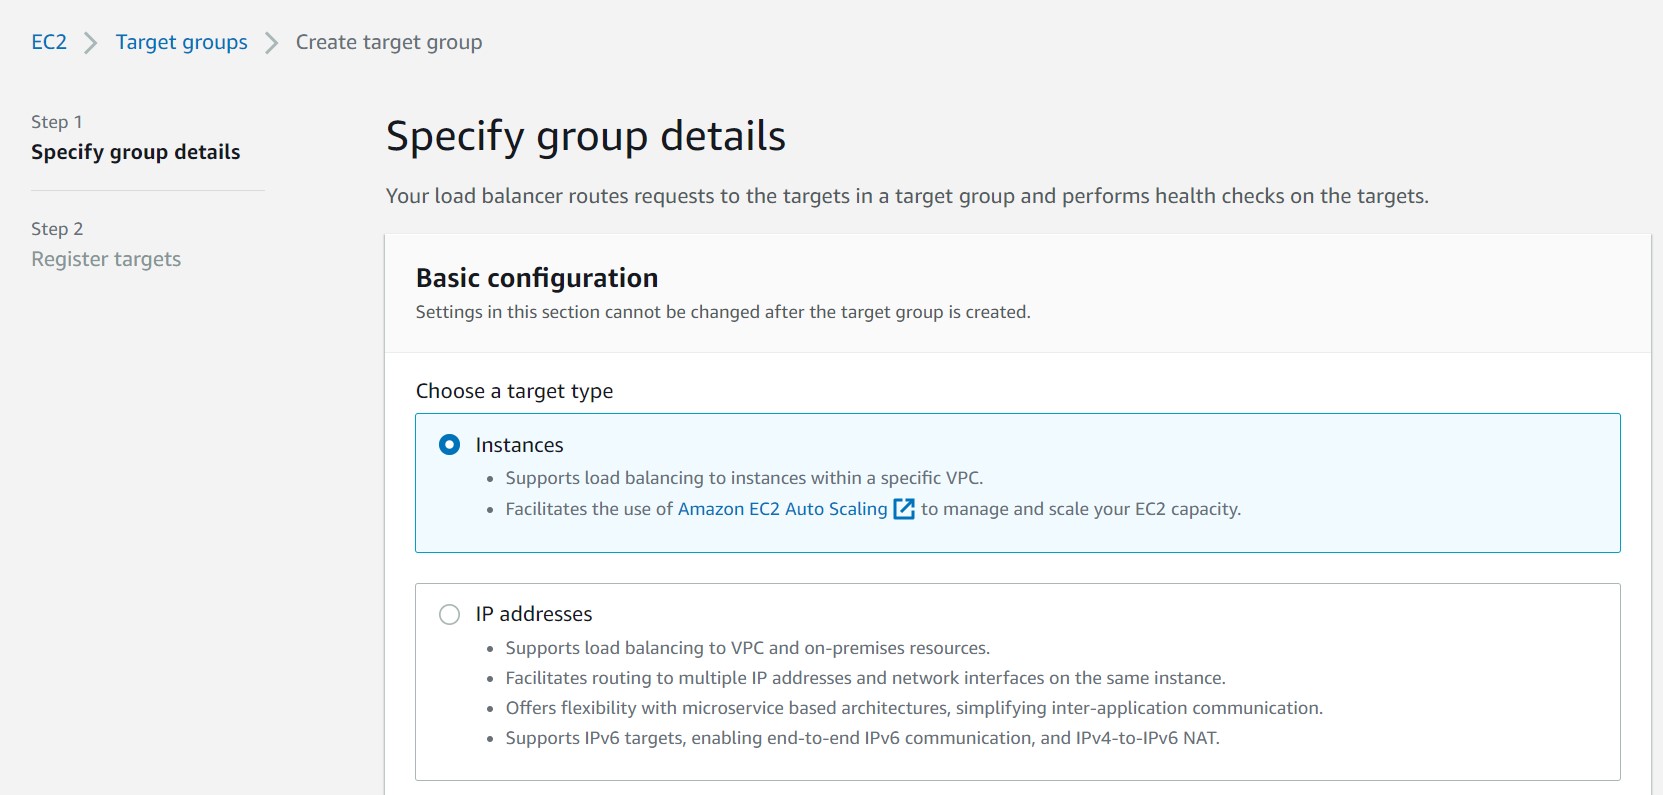 EC2 > Target groups > Create target group
Step 1
Specify group details
Step 2
Register targets
Specify group details
Your load balancer routes requests to the targets in a target group and performs health checks on the targets.
Basic configuration
Settings in this section cannot be changed after the target group is created.
Choose a target type
Instances
• Supports load balancing to instances within a specific VPC.
• Facilitates the use of Amazon EC2 Auto Scaling to manage and scale your EC2 capacity.
IP addresses
• Supports load balancing to VPC and on-premises resources.
• Facilitates routing to multiple IP addresses and network interfaces on the same instance.
• Offers flexibility with microservice based architectures, simplifying inter-application communication.
• Supports IPv6 targets, enabling end-to-end IPv6 communication, and IPv4-to-IPv6 NAT.